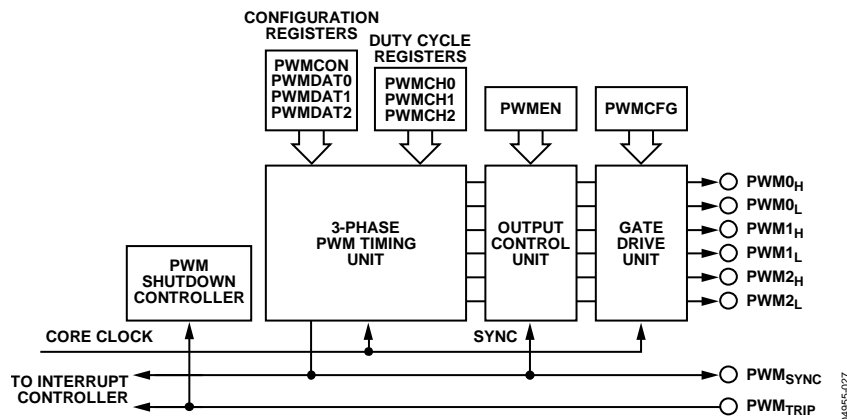 CONFIGURATION
REGISTERS
DUTY CYCLE
REGISTERS
PWMCON
PWMDAT0
PWMDAT1
PWMDAT2
PWMCH0
PWMCH1
PWMCH2
PWMEN
PWMCFG
3-PHASE
PWM TIMING
UNIT
OUTPUT
CONTROL
UNIT
GATE
DRIVE
UNIT
PWM0H
PWM0L
PWM1H
PWM1L
PWM2H
PWM2L
PWM
SHUTDOWN
CONTROLLER
CORE CLOCK
SYNC
TO INTERRUPT
CONTROLLER
PWMSYNC
PWMTRIP
04955-027